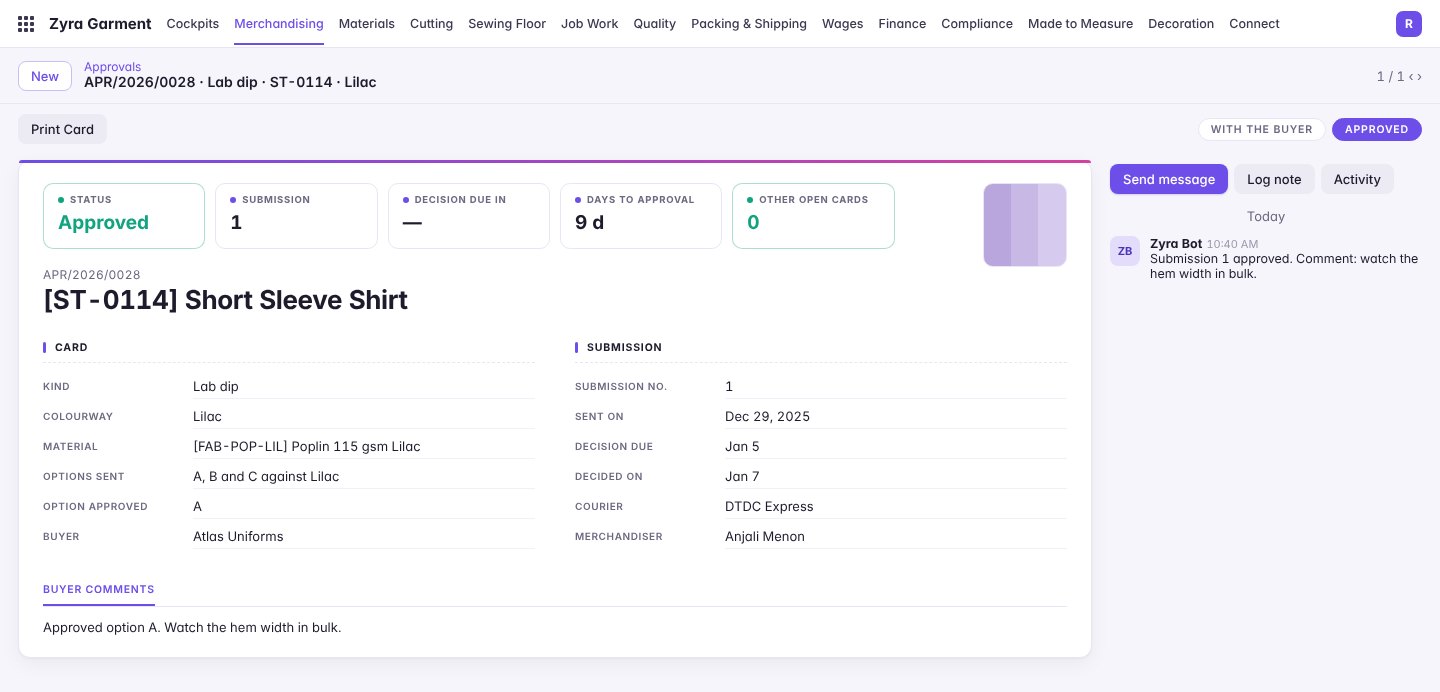 Zyra Garment Cockpits Merchandising Materials Cutting Sewing Floor Job Work Quality Packing & Shipping Wages Finance Compliance Made to Measure Decoration Connect R
New
Approvals
APR/2026/0028 · Lab dip · ST-0114 · Lilac
1 / 1 ‹ ›
Print Card
WITH THE BUYER APPROVED
STATUS
Approved
SUBMISSION
1
DECISION DUE IN
—
DAYS TO APPROVAL
9 d
OTHER OPEN CARDS
0
APR/2026/0028
[ST-0114] Short Sleeve Shirt
CARD
KIND Lab dip
COLOURWAY Lilac
MATERIAL [FAB-POP-LIL] Poplin 115 gsm Lilac
OPTIONS SENT A, B and C against Lilac
OPTION APPROVED A
BUYER Atlas Uniforms
SUBMISSION
SUBMISSION NO. 1
SENT ON Dec 29, 2025
DECISION DUE Jan 5
DECIDED ON Jan 7
COURIER DTDC Express
MERCHANDISER Anjali Menon
BUYER COMMENTS
Approved option A. Watch the hem width in bulk.
Send message Log note Activity
Today
ZB Zyra Bot 10:40 AM
Submission 1 approved. Comment: watch the
hem width in bulk.